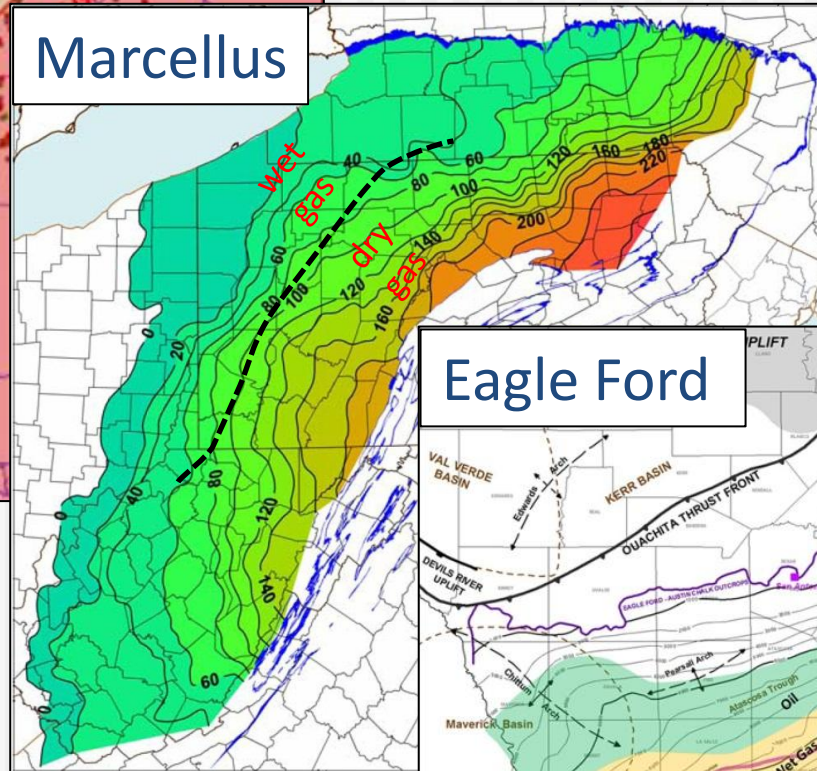 Marcellus
wet
gas
dry
gas
40
60
80
100
120
160
180
220
200
140
60
80
100
120
160
0
20
40
80
120
140
0
60
0
Eagle Ford
UPLIFT
VAL VERDE
BASIN
Edwards Arch
KERR BASIN
OUACHITA THRUST FRONT
DEVILS RIVER
UPLIFT
EAGLE FORD - AUSTIN CHALK OUTCROPS
San Anto
Chittum Arch
Pearsall Arch
Maverick Basin
Atascosa Trough
Oil
Wet Gas